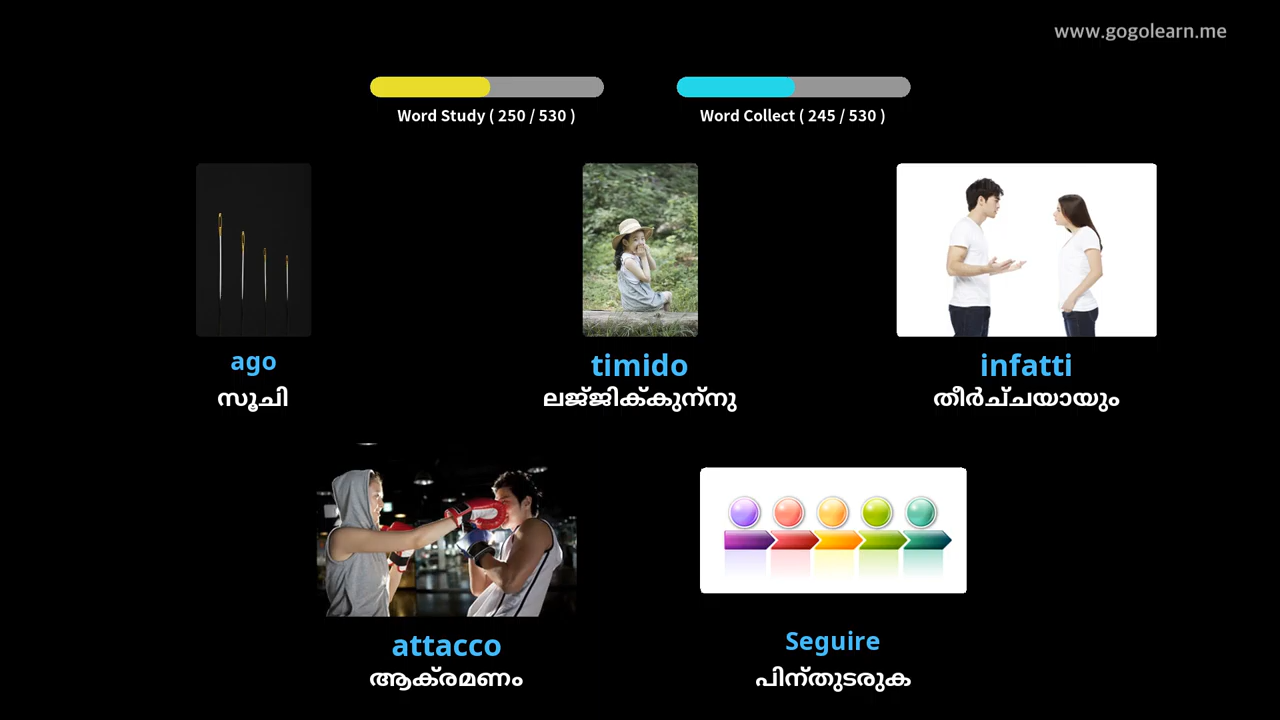 www.gogolearn.me
Word Study ( 250 / 530 )
Word Collect ( 245 / 530 )
ago
സൂചി
timido
ലജ്ജിക്കുന്നു
infatti
തീർച്ചയായും
attacco
ആക്രമണം
Seguire
പിന്തുടരുക